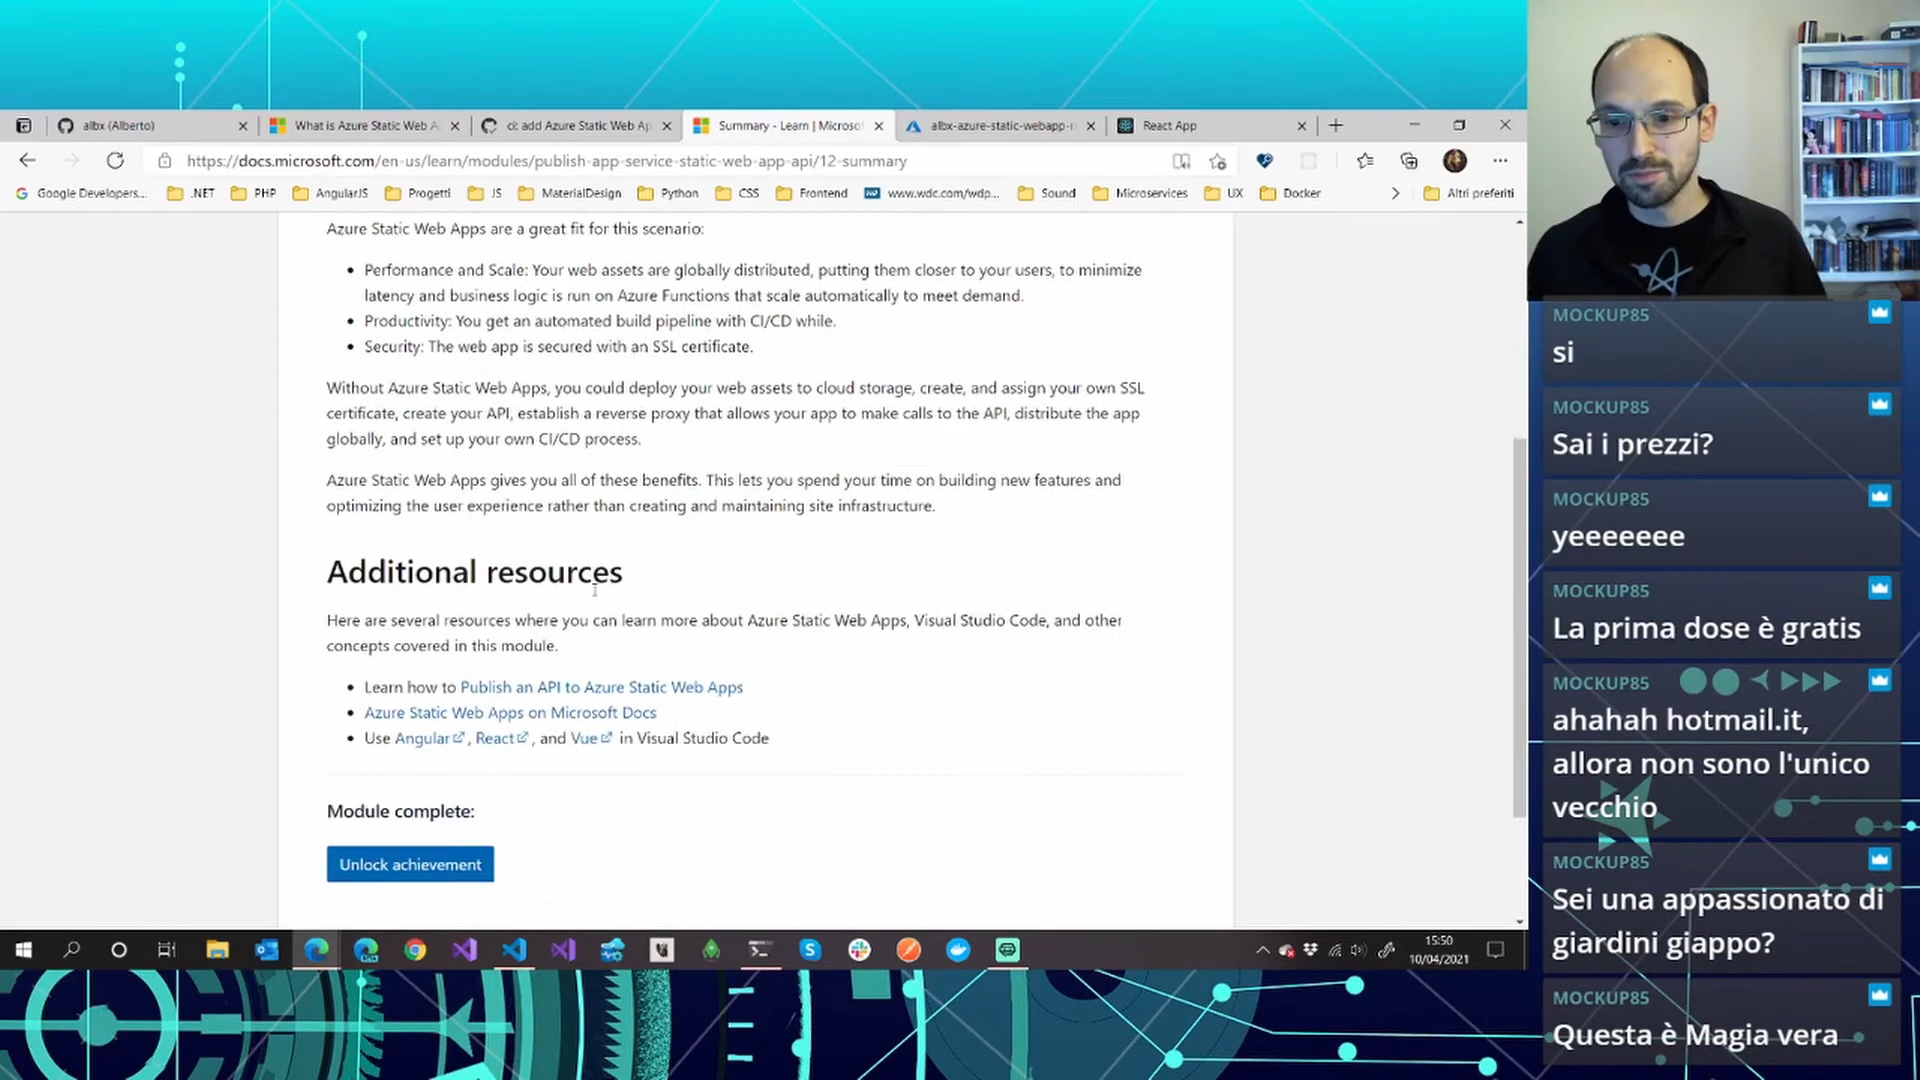 albx (Alberto)
What is Azure Static Web A
ci: add Azure Static Web Ap
Summary - Learn | Microsof
albx-azure-static-webapp-r
React App
https://docs.microsoft.com/en-us/learn/modules/publish-app-service-static-web-app-api/12-summary
Google Developers...
.NET
PHP
AngularJS
Progetti
JS
MaterialDesign
Python
CSS
Frontend
www.wdc.com/wdp...
Sound
Microservices
UX
Docker
Altri preferiti
Azure Static Web Apps are a great fit for this scenario:
• Performance and Scale: Your web assets are globally distributed, putting them closer to your users, to minimize
latency and business logic is run on Azure Functions that scale automatically to meet demand.
• Productivity: You get an automated build pipeline with CI/CD while.
• Security: The web app is secured with an SSL certificate.
Without Azure Static Web Apps, you could deploy your web assets to cloud storage, create, and assign your own SSL
certificate, create your API, establish a reverse proxy that allows your app to make calls to the API, distribute the app
globally, and set up your own CI/CD process.
Azure Static Web Apps gives you all of these benefits. This lets you spend your time on building new features and
optimizing the user experience rather than creating and maintaining site infrastructure.
Additional resources
Here are several resources where you can learn more about Azure Static Web Apps, Visual Studio Code, and other
concepts covered in this module.
• Learn how to Publish an API to Azure Static Web Apps
• Azure Static Web Apps on Microsoft Docs
• Use Angular, React, and Vue in Visual Studio Code
Module complete:
Unlock achievement
15:50
10/04/2021
MOCKUP85
si
MOCKUP85
Sai i prezzi?
MOCKUP85
yeeeeeee
MOCKUP85
La prima dose è gratis
MOCKUP85
ahahah hotmail.it,
allora non sono l'unico
vecchio
MOCKUP85
Sei una appassionato di
giardini giappo?
MOCKUP85
Questa è Magia vera